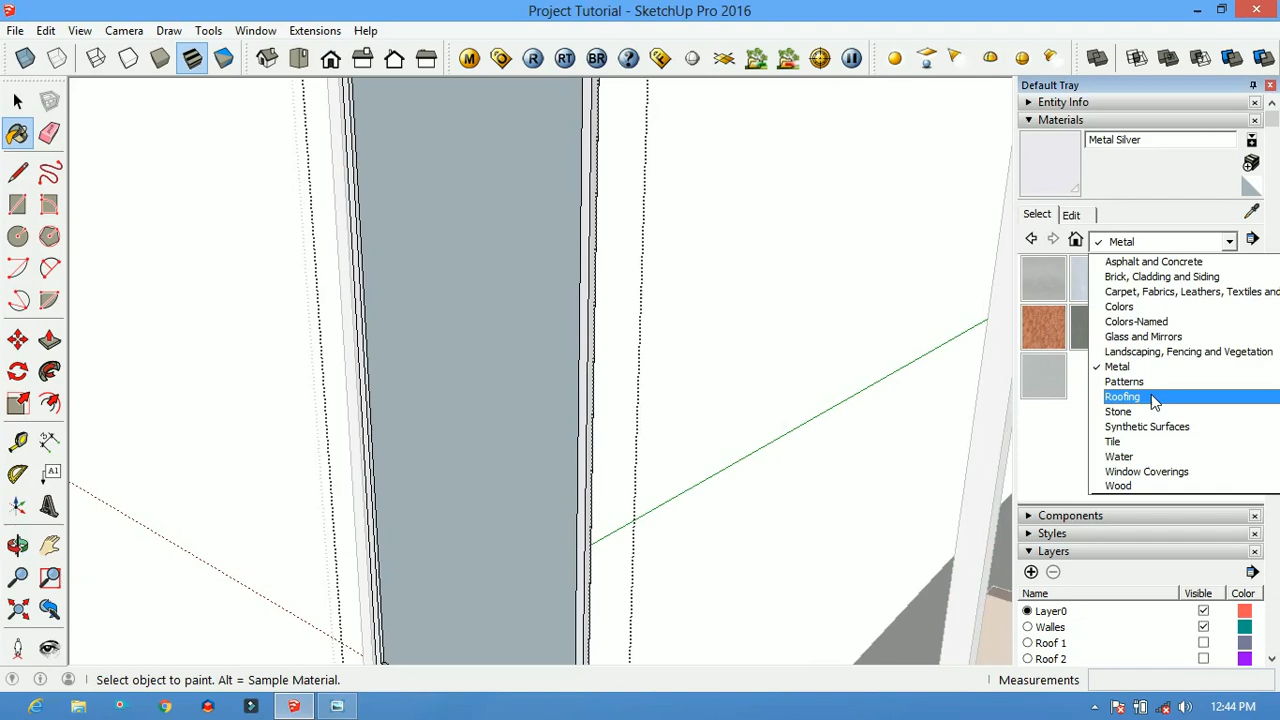 Project Tutorial - SketchUp Pro 2016
File Edit View Camera Draw Tools Window Extensions Help
M R RT BR ?
Default Tray
Entity Info
Materials
Metal Silver
Select Edit
Metal
Asphalt and Concrete
Brick, Cladding and Siding
Carpet, Fabrics, Leathers, Textiles and
Colors
Colors-Named
Glass and Mirrors
Landscaping, Fencing and Vegetation
Metal
Patterns
Roofing
Stone
Synthetic Surfaces
Tile
Water
Window Coverings
Wood
Components
Styles
Layers
Name Visible Color
Layer0
Walles
Roof 1
Roof 2
Select object to paint. Alt = Sample Material.
Measurements
12:44 PM